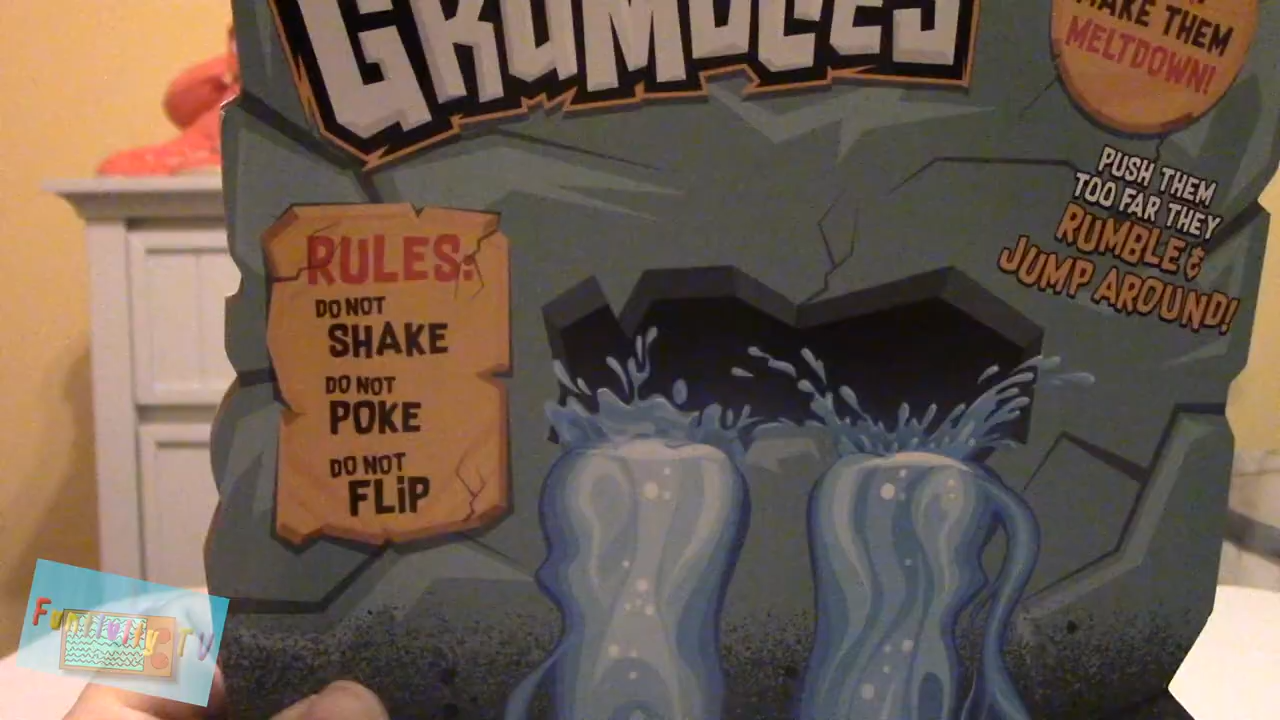 GRUMBLES
MAKE THEM
MELTDOWN!
PUSH THEM
TOO FAR THEY
RUMBLE &
JUMP AROUND!
RULES:
DO NOT
SHAKE
DO NOT
POKE
DO NOT
FLiP